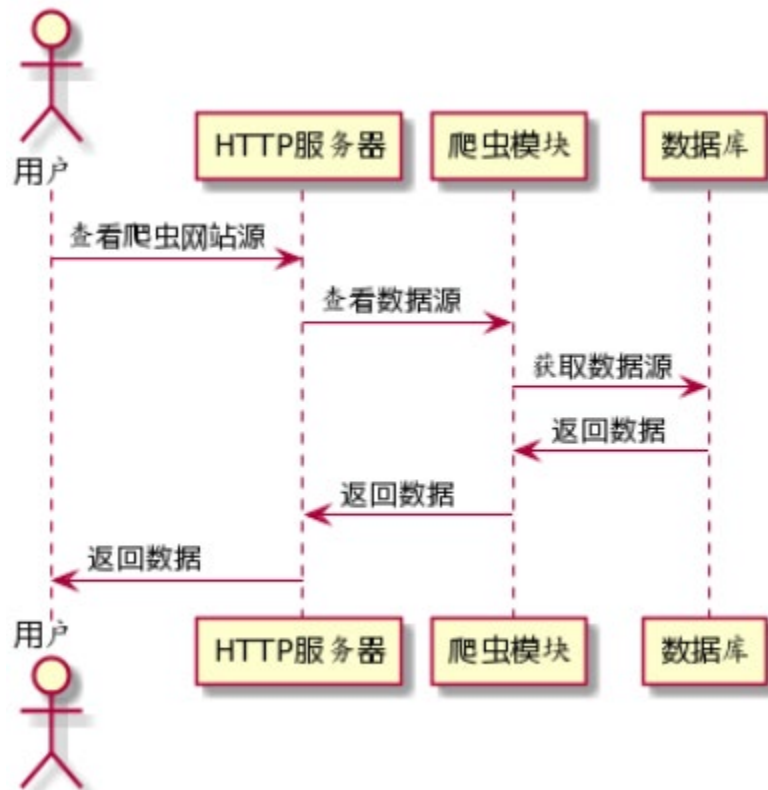 用户
HTTP服务器
爬虫模块
数据库
查看爬虫网站源
查看数据源
获取数据源
返回数据
返回数据
返回数据
用户
HTTP服务器
爬虫模块
数据库